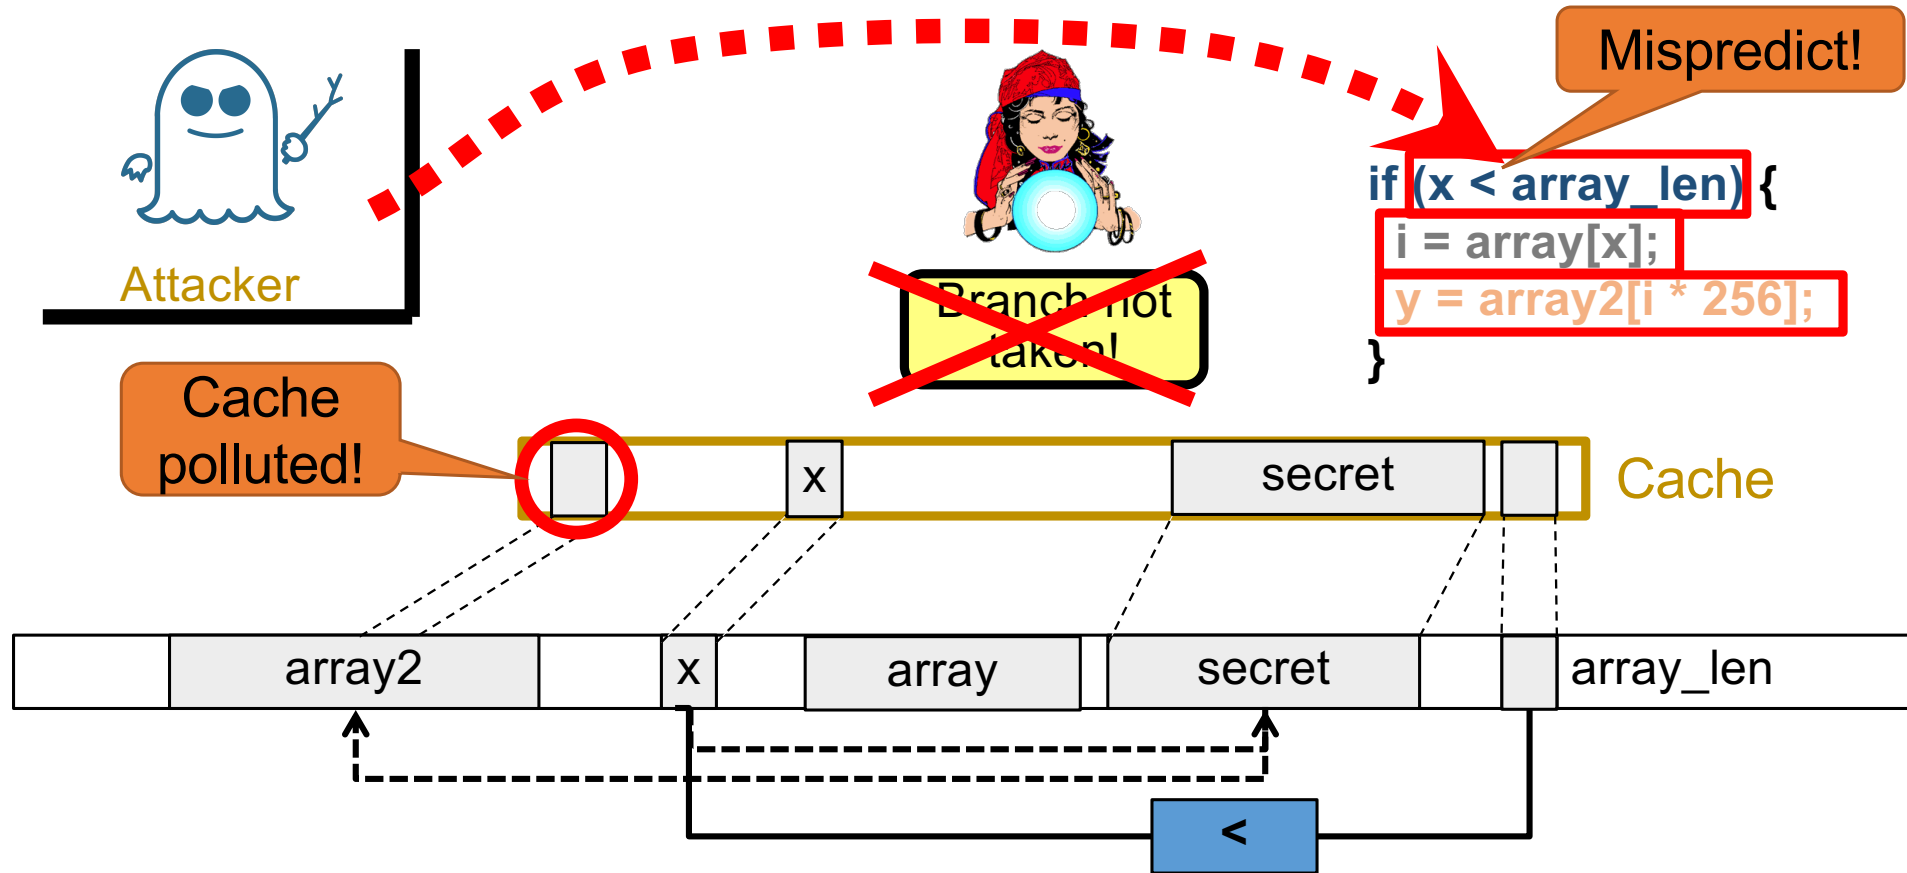 Mispredict!
Attacker
if (x < array_len) {
i = array[x];
y = array2[i * 256];
}
Branch not
taken!
Cache
polluted!
x
secret
Cache
array2
x
array
secret
array_len
<